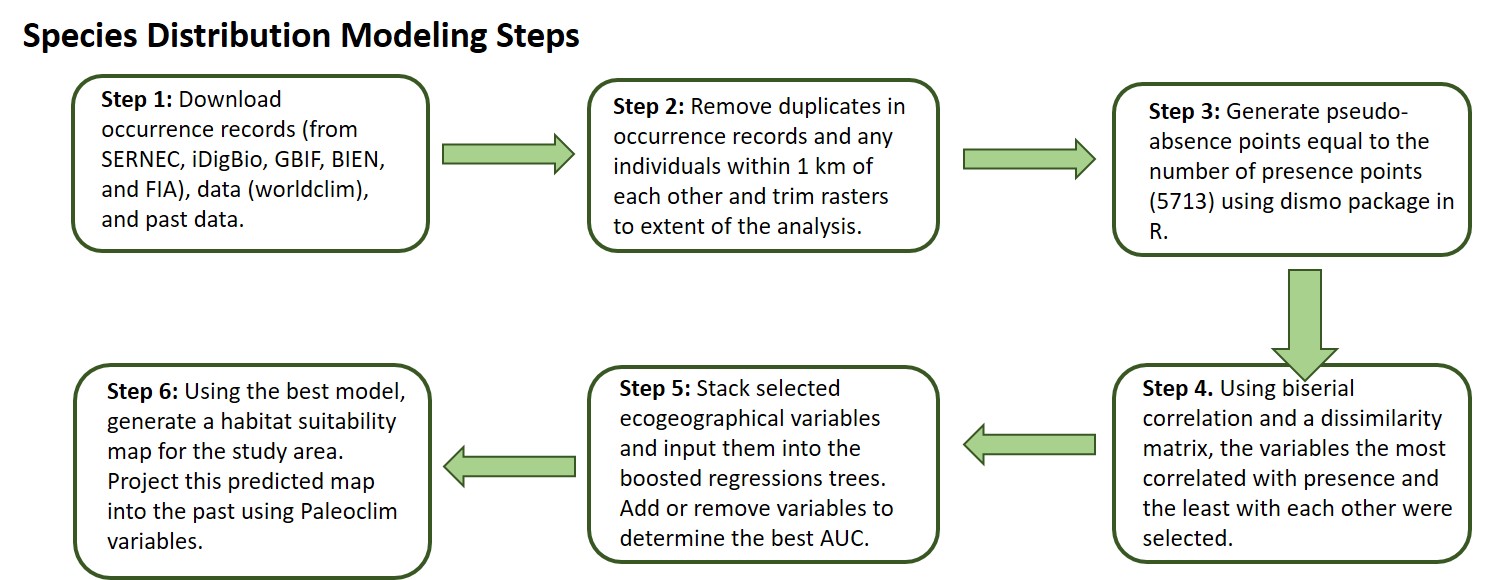 Species Distribution Modeling Steps
Step 1: Download
occurrence records (from
SERNEC, iDigBio, GBIF, BIEN,
and FIA), data (worldclim),
and past data.
Step 2: Remove duplicates in
occurrence records and any
individuals within 1 km of
each other and trim rasters
to extent of the analysis.
Step 3: Generate pseudo-
absence points equal to the
number of presence points
(5713) using dismo package in
R.
Step 4. Using biserial
correlation and a dissimilarity
matrix, the variables the most
correlated with presence and
the least with each other were
selected.
Step 5: Stack selected
ecogeographical variables
and input them into the
boosted regressions trees.
Add or remove variables to
determine the best AUC.
Step 6: Using the best model,
generate a habitat suitability
map for the study area.
Project this predicted map
into the past using Paleoclim
variables.